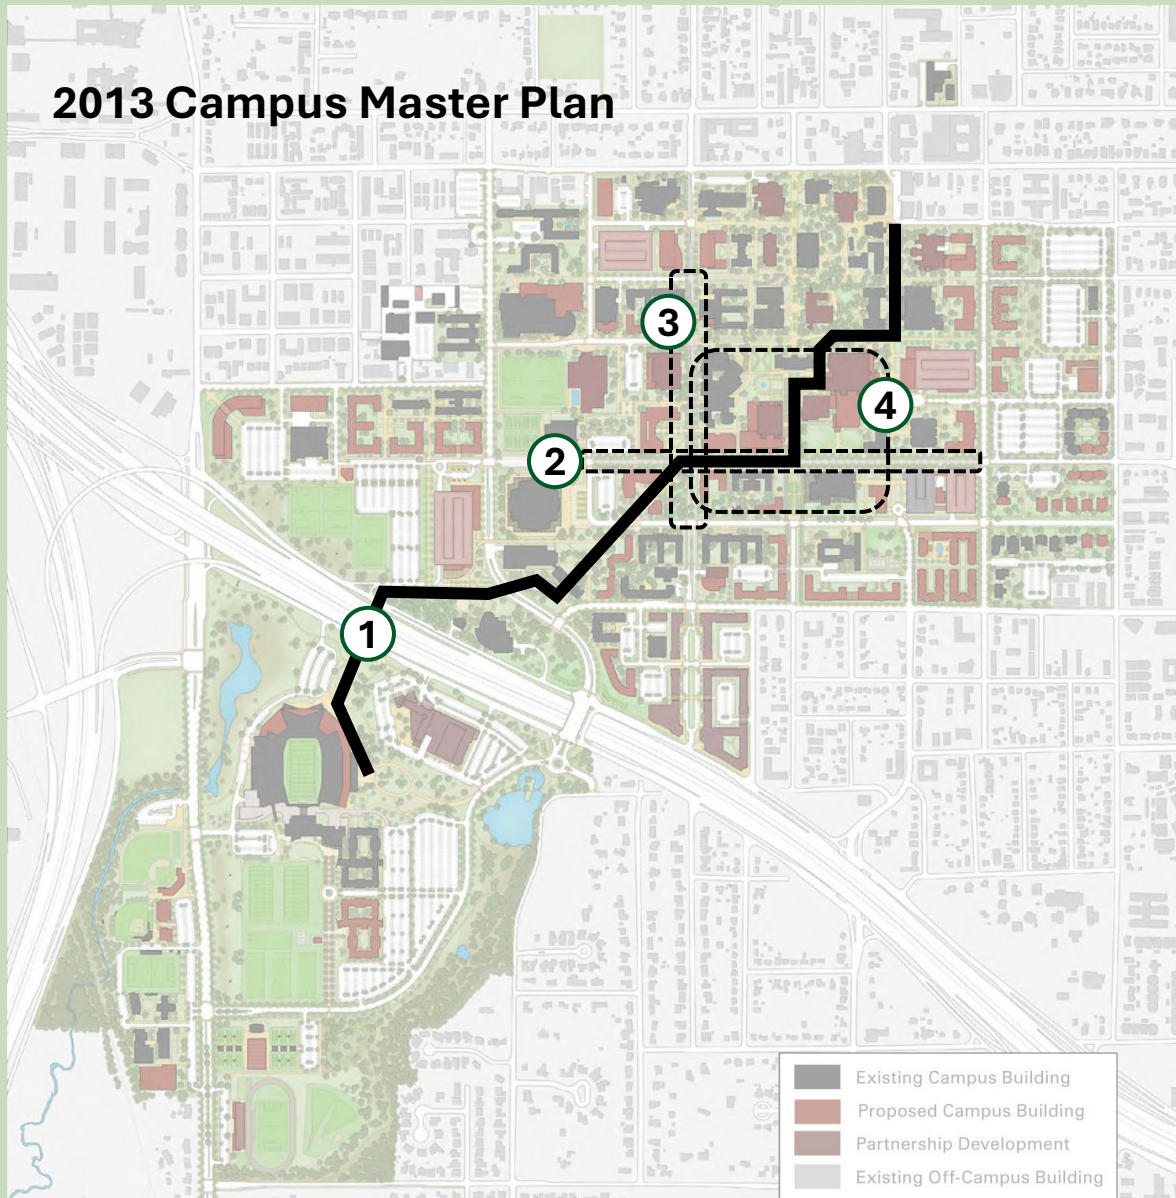 2013 Campus Master Plan
3
4
2
1
Existing Campus Building
Proposed Campus Building
Partnership Development
Existing Off-Campus Building